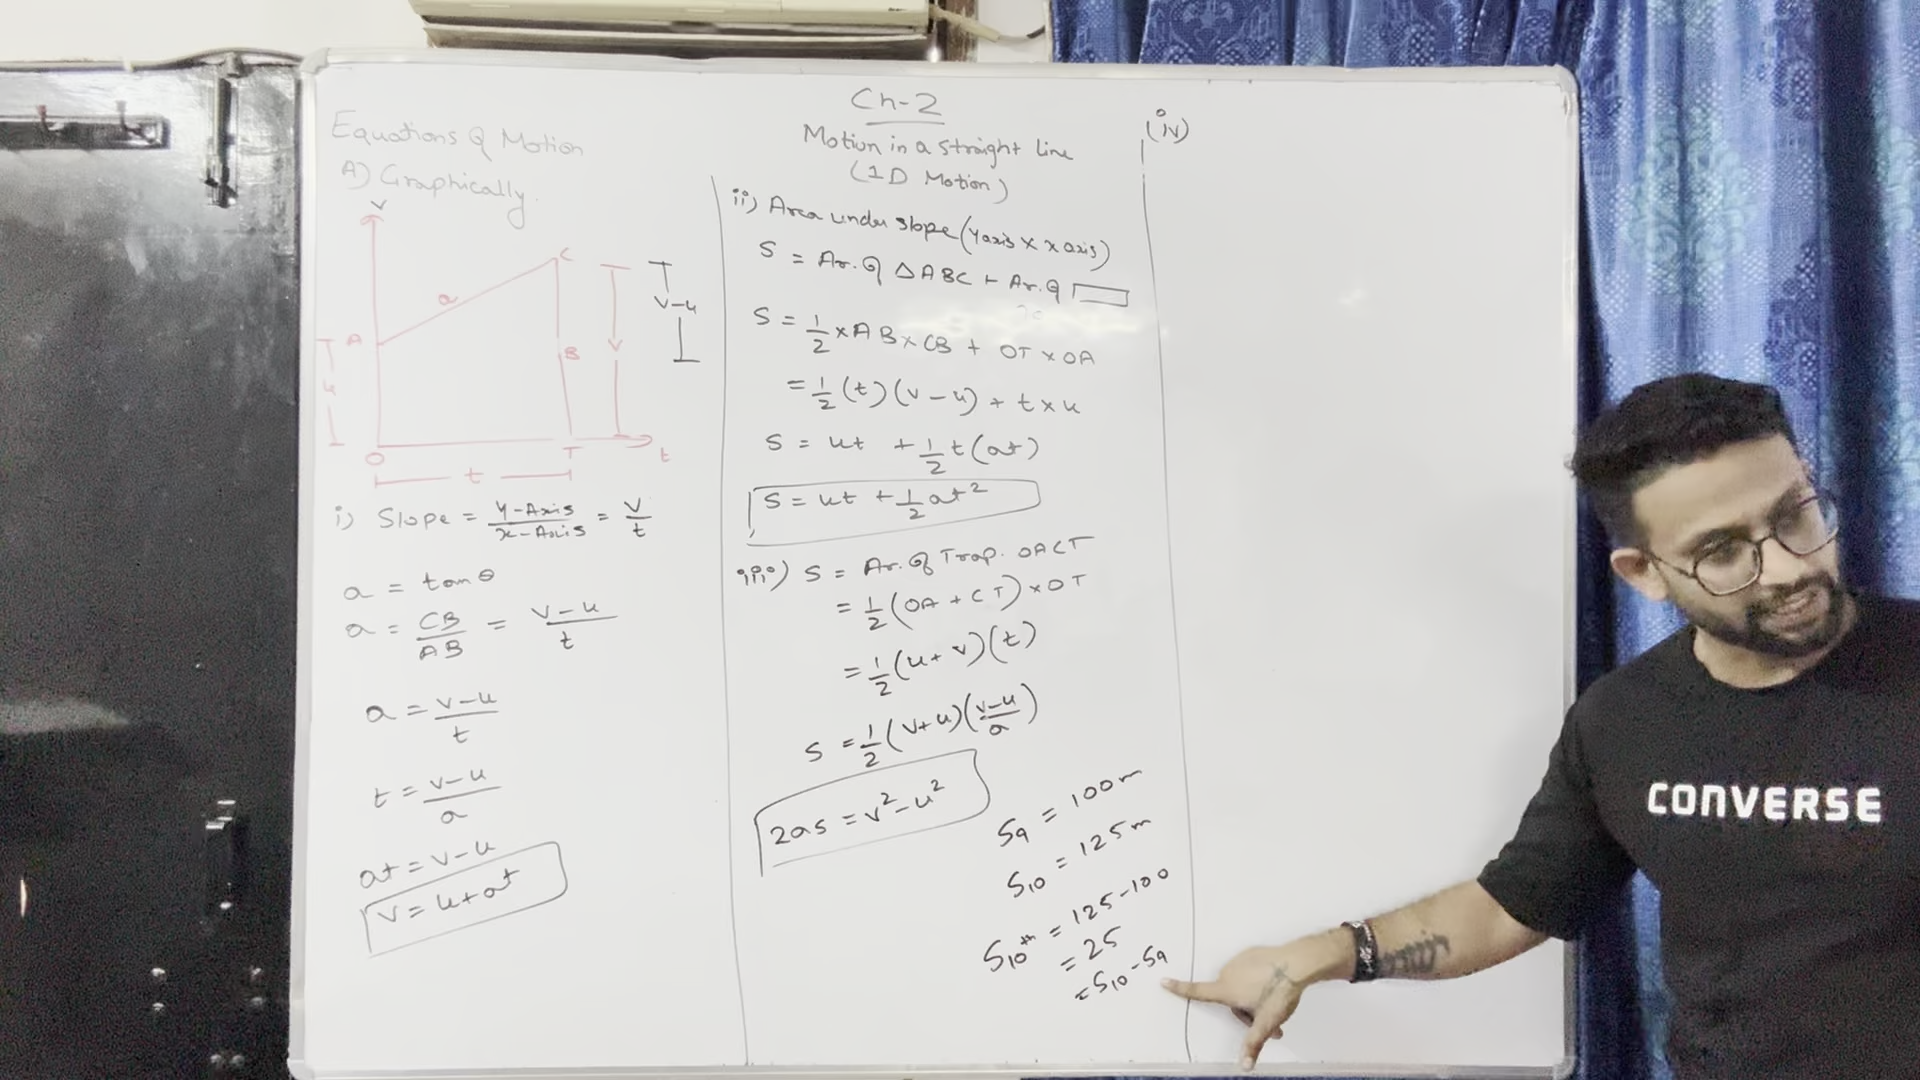 Ch-2
Motion in a straight Line
(1D Motion)
Equations of Motion
A) Graphically.
v
C
a
A
B
u
v
v-u
O
T
t
t
i) Slope = Y-Axis / x-Axis = v/t
a = tanθ
a = CB/AB = v-u/t
a = v-u/t
t = v-u/a
at = v-u
v = u+at
ii) Area under slope (Y axis × x axis)
S = Ar. of △ABC + Ar. of ▭
S = 1/2 × AB × CB + OT × OA
= 1/2 (t) (v-u) + t × u
S = ut + 1/2 t(at)
S = ut + 1/2 at²
iii) S = Ar. of Trap. OACT
= 1/2 (OA + CT) × OT
= 1/2 (u+v)(t)
S = 1/2 (v+u) (v-u/a)
2as = v²-u²
S9 = 100m
S10 = 125m
S10th = 125-100
= 25
= S10-S9
(iv)
CONVERSE